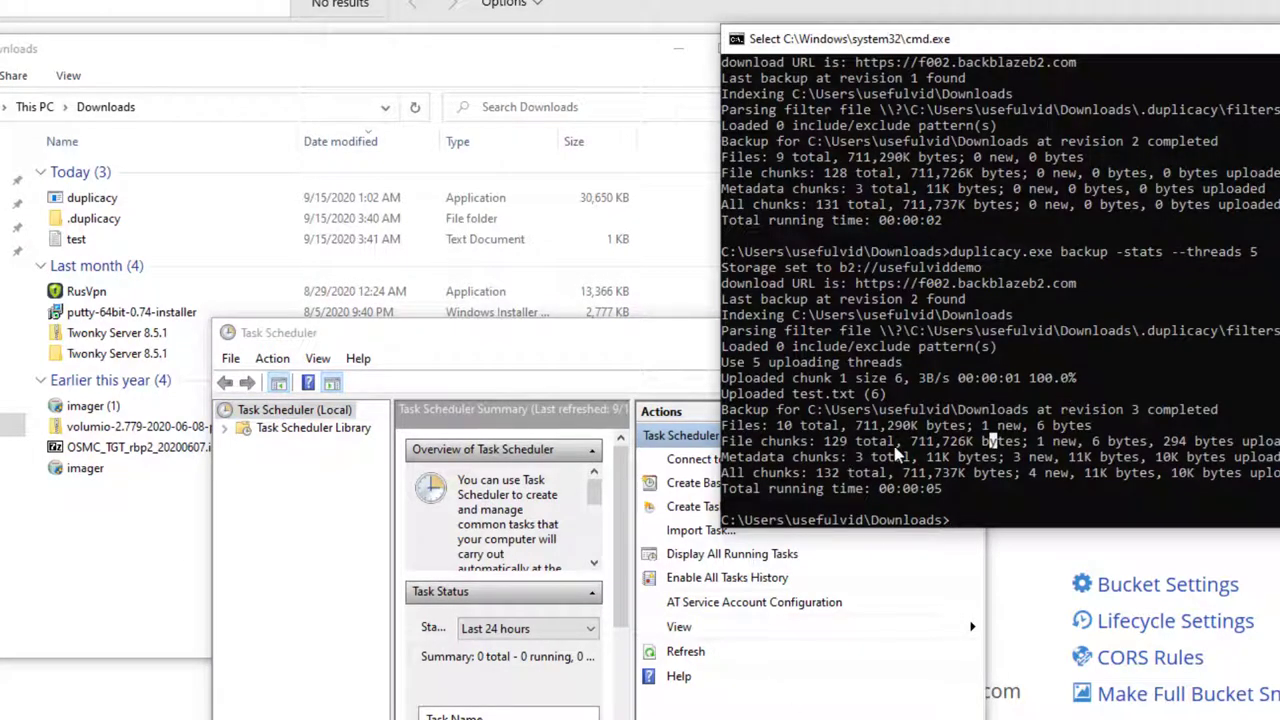 No results
Options
ownloads
Share View
This PC > Downloads
Search Downloads
Name Date modified Type Size
Today (3)
duplicacy 9/15/2020 1:02 AM Application 30,650 KB
.duplicacy 9/15/2020 3:40 AM File folder
test 9/15/2020 3:41 AM Text Document 1 KB
Last month (4)
RusVpn 8/29/2020 12:24 AM Application 13,366 KB
putty-64bit-0.74-installer 8/5/2020 9:40 PM Windows Installer ... 2,777 KB
Twonky Server 8.5.1
Twonky Server 8.5.1
Earlier this year (4)
imager (1)
volumio-2.779-2020-06-08-
OSMC_TGT_rbp2_20200607.i
imager
Task Scheduler
File Action View Help
Task Scheduler (Local)
Task Scheduler Library
Task Scheduler Summary (Last refreshed: 9/1
Overview of Task Scheduler
You can use Task
Scheduler to create
and manage
common tasks that
your computer will
carry out
automatically at the
Task Status
Sta... Last 24 hours
Summary: 0 total - 0 running, 0 ...
Task Name
Actions
Task Scheduler (Local)
Connect to
Create Bas
Create Tas
Import Task...
Display All Running Tasks
Enable All Tasks History
AT Service Account Configuration
View
Refresh
Help
Select C:\Windows\system32\cmd.exe
download URL is: https://f002.backblazeb2.com
Last backup at revision 1 found
Indexing C:\Users\usefulvid\Downloads
Parsing filter file \\?\C:\Users\usefulvid\Downloads\.duplicacy\filters
Loaded 0 include/exclude pattern(s)
Backup for C:\Users\usefulvid\Downloads at revision 2 completed
Files: 9 total, 711,290K bytes; 0 new, 0 bytes
File chunks: 128 total, 711,726K bytes; 0 new, 0 bytes, 0 bytes uploade
Metadata chunks: 3 total, 11K bytes; 0 new, 0 bytes, 0 bytes uploaded
All chunks: 131 total, 711,737K bytes; 0 new, 0 bytes, 0 bytes uploaded
Total running time: 00:00:02
C:\Users\usefulvid\Downloads>duplicacy.exe backup -stats --threads 5
Storage set to b2://usefulviddemo
download URL is: https://f002.backblazeb2.com
Last backup at revision 2 found
Indexing C:\Users\usefulvid\Downloads
Parsing filter file \\?\C:\Users\usefulvid\Downloads\.duplicacy\filters
Loaded 0 include/exclude pattern(s)
Use 5 uploading threads
Uploaded chunk 1 size 6, 3B/s 00:00:01 100.0%
Uploaded test.txt (6)
Backup for C:\Users\usefulvid\Downloads at revision 3 completed
Files: 10 total, 711,290K bytes; 1 new, 6 bytes
File chunks: 129 total, 711,726K bytes; 1 new, 6 bytes, 294 bytes uploa
Metadata chunks: 3 total, 11K bytes; 3 new, 11K bytes, 10K bytes upload
All chunks: 132 total, 711,737K bytes; 4 new, 11K bytes, 10K bytes uplo
Total running time: 00:00:05
C:\Users\usefulvid\Downloads>
Bucket Settings
Lifecycle Settings
CORS Rules
com
Make Full Bucket Sn